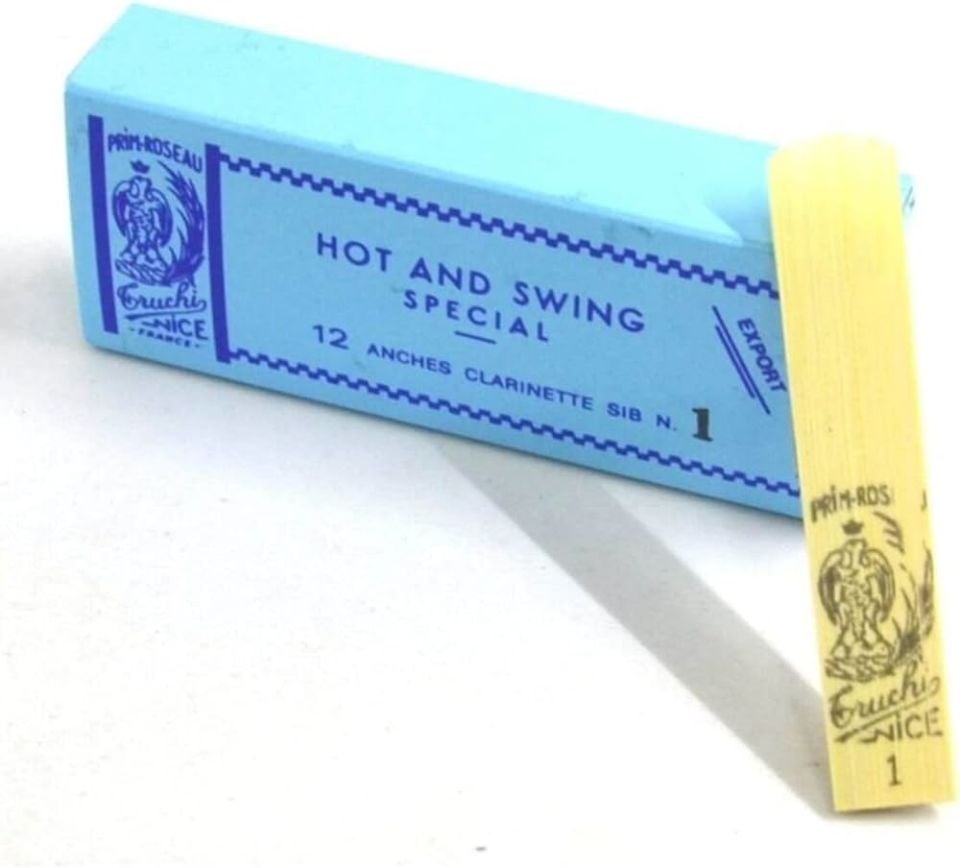 PRIM-ROSEAU
Truchi
NICE
-FRANCE-
HOT AND SWING
SPECIAL
12 ANCHES CLARINETTE SIB N. 1
EXPORT
PRIM-ROS
Truchi
NICE
1